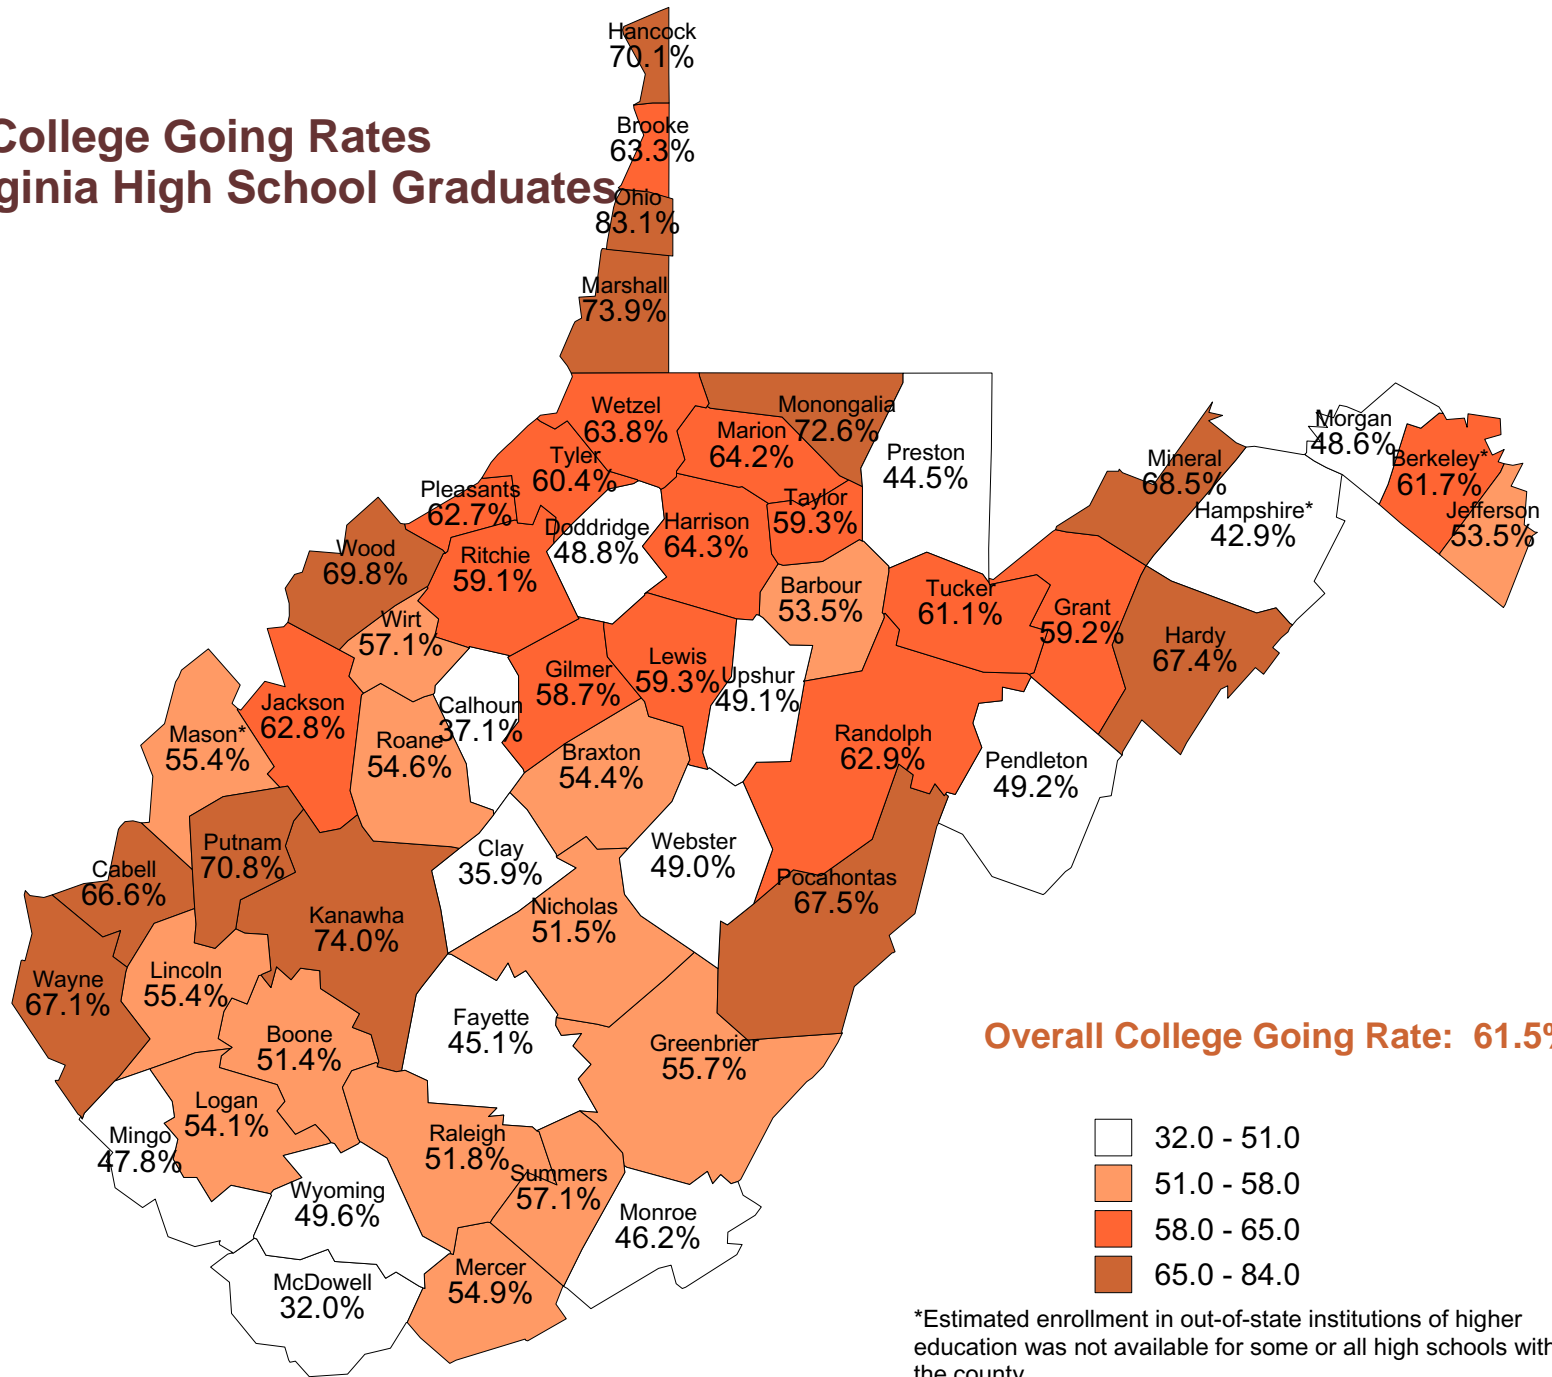 Hancock
70.1%
College Going Rates
Brooke
63.3%
ginia High School Graduates
Ohio
83.1%
Marshall
73.9%
Wetzel
63.8%
Monongalia
72.6%
Marion
64.2%
Preston
44.5%
Morgan
48.6%
Tyler
60.4%
Mineral
68.5%
Berkeley*
61.7%
Pleasants
62.7%
Taylor
59.3%
Hampshire*
42.9%
Jefferson
53.5%
Doddridge
48.8%
Harrison
64.3%
Wood
69.8%
Ritchie
59.1%
Barbour
53.5%
Tucker
61.1%
Grant
59.2%
Hardy
67.4%
Wirt
57.1%
Gilmer
58.7%
Lewis
59.3%
Upshur
49.1%
Jackson
62.8%
Calhoun
37.1%
Mason*
55.4%
Roane
54.6%
Braxton
54.4%
Randolph
62.9%
Pendleton
49.2%
Putnam
70.8%
Clay
35.9%
Webster
49.0%
Cabell
66.6%
Pocahontas
67.5%
Kanawha
74.0%
Nicholas
51.5%
Wayne
67.1%
Lincoln
55.4%
Fayette
45.1%
Boone
51.4%
Greenbrier
55.7%
Overall College Going Rate: 61.5%
Logan
54.1%
Mingo
47.8%
Raleigh
51.8%
Summers
57.1%
Wyoming
49.6%
Monroe
46.2%
McDowell
32.0%
Mercer
54.9%
32.0 - 51.0
51.0 - 58.0
58.0 - 65.0
65.0 - 84.0
*Estimated enrollment in out-of-state institutions of higher
education was not available for some or all high schools with
the county